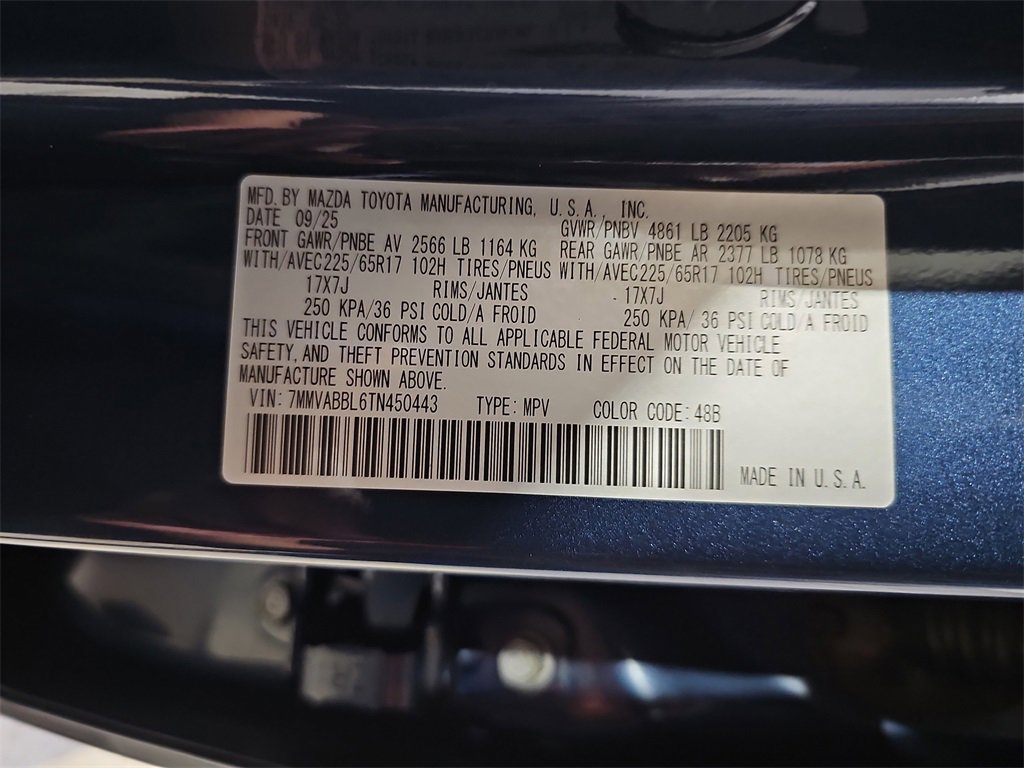 MFD. BY MAZDA TOYOTA MANUFACTURING, U.S.A., INC.
DATE 09/25 GVWR/PNBV 4861 LB 2205 KG
FRONT GAWR/PNBE AV 2566 LB 1164 KG REAR GAWR/PNBE AR 2377 LB 1078 KG
WITH/AVEC225/65R17 102H TIRES/PNEUS WITH/AVEC225/65R17 102H TIRES/PNEUS
17X7J RIMS/JANTES 17X7J RIMS/JANTES
250 KPA/36 PSI COLD/A FROID 250 KPA/ 36 PSI COLD/A FROID
THIS VEHICLE CONFORMS TO ALL APPLICABLE FEDERAL MOTOR VEHICLE
SAFETY, AND THEFT PREVENTION STANDARDS IN EFFECT ON THE DATE OF
MANUFACTURE SHOWN ABOVE.
VIN: 7MMVABBL6TN450443 TYPE: MPV COLOR CODE: 48B
MADE IN U.S.A.